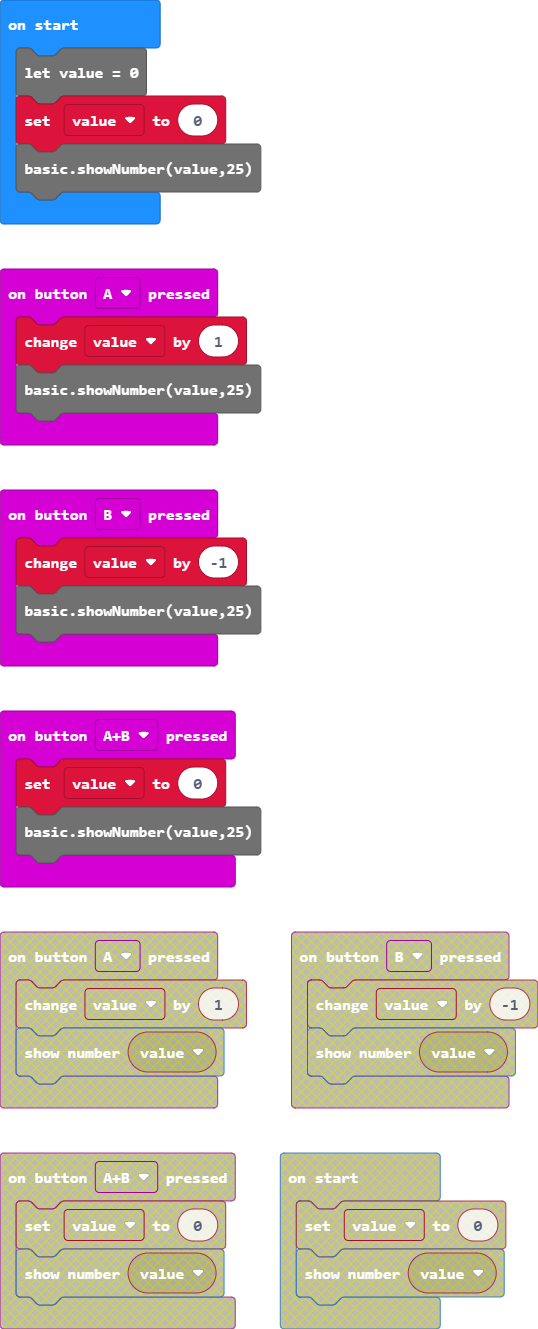 on start
let value = 0
set value to 0
basic.showNumber(value,25)
on button A pressed
change value by 1
basic.showNumber(value,25)
on button B pressed
change value by -1
basic.showNumber(value,25)
on button A+B pressed
set value to 0
basic.showNumber(value,25)
on button A pressed
change value by 1
show number value
on button B pressed
change value by -1
show number value
on button A+B pressed
set value to 0
show number value
on start
set value to 0
show number value